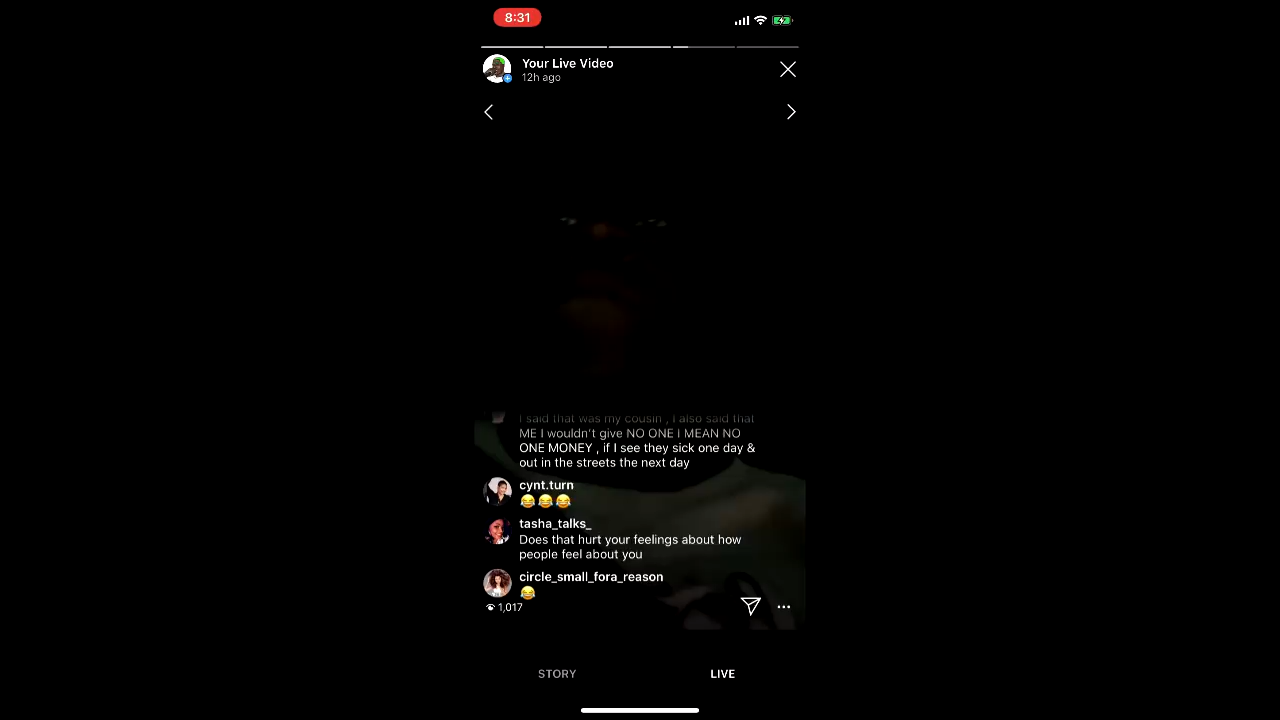 8:31
Your Live Video
12h ago
I said that was my cousin , I also said that
ME I wouldn't give NO ONE I MEAN NO
ONE MONEY , if I see they sick one day &
out in the streets the next day
cynt.turn
😂😂😂
tasha_talks_
Does that hurt your feelings about how
people feel about you
circle_small_fora_reason
😂
1,017
STORY
LIVE